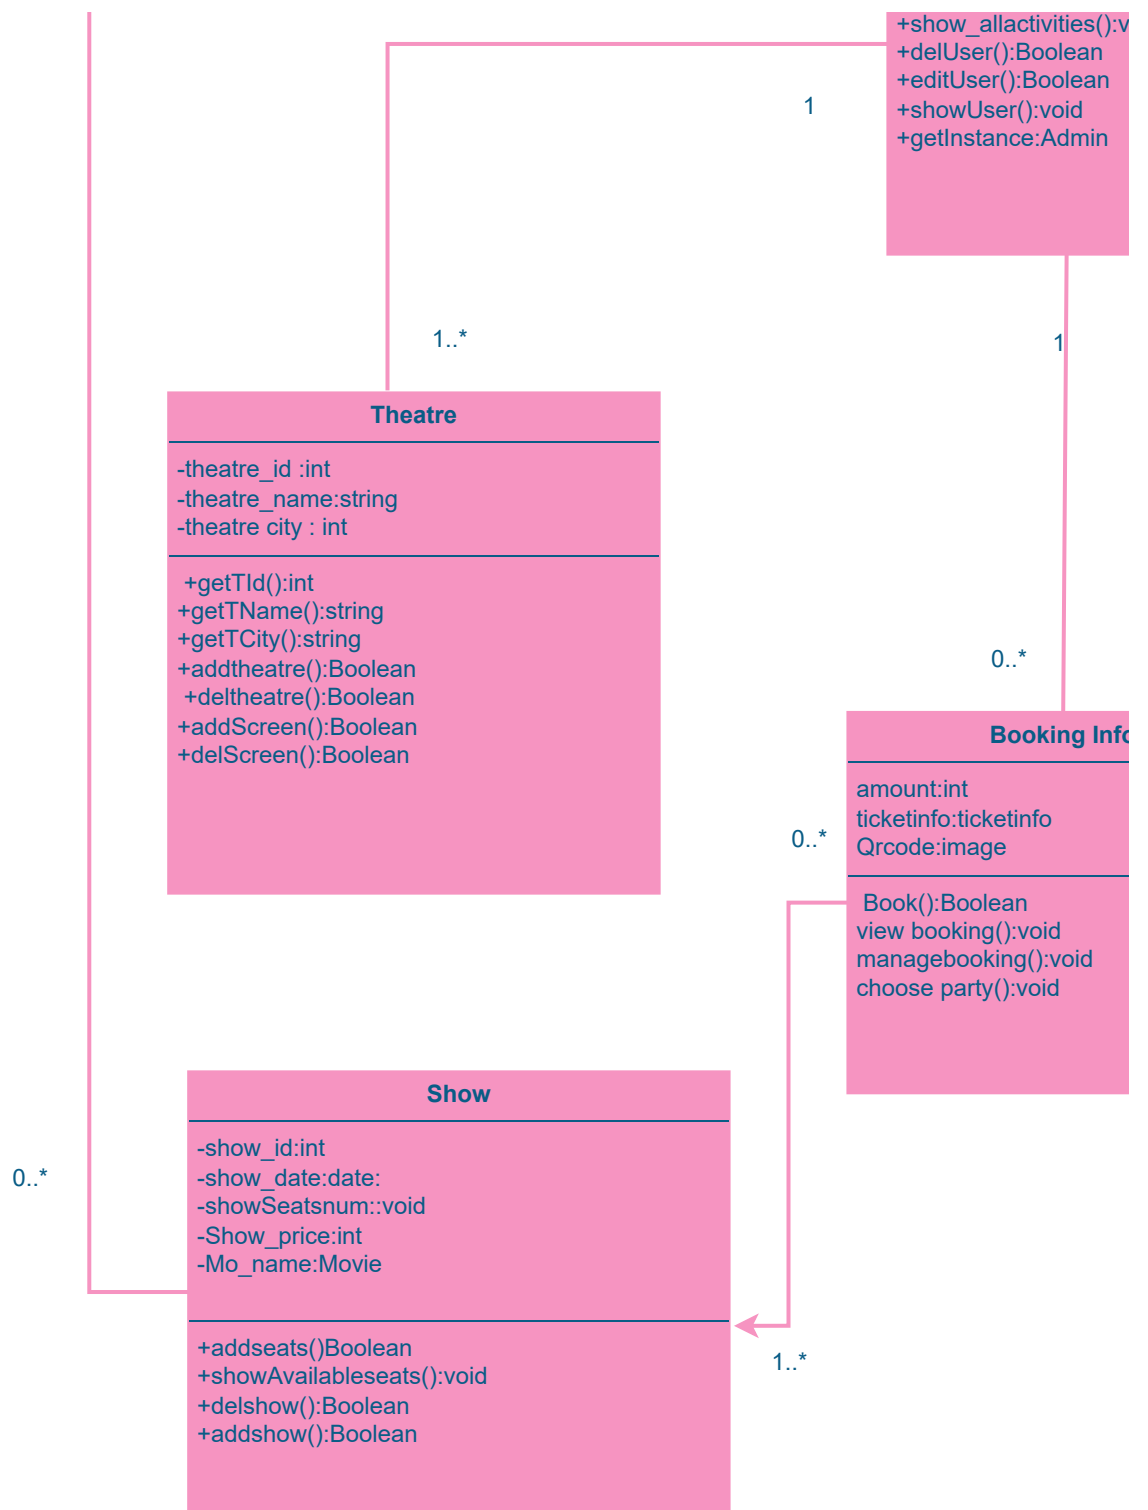 +show_allactivities():v
+delUser():Boolean
+editUser():Boolean
+showUser():void
+getInstance:Admin
1
1..*
1
Theatre
-theatre_id :int
-theatre_name:string
-theatre city : int
+getTId():int
+getTName():string
+getTCity():string
+addtheatre():Boolean
+deltheatre():Boolean
+addScreen():Boolean
+delScreen():Boolean
0..*
Booking Info
amount:int
ticketinfo:ticketinfo
Qrcode:image
0..*
Book():Boolean
view booking():void
managebooking():void
choose party():void
Show
-show_id:int
-show_date:date:
-showSeatsnum::void
-Show_price:int
-Mo_name:Movie
0..*
+addseats()Boolean
+showAvailableseats():void
+delshow():Boolean
+addshow():Boolean
1..*